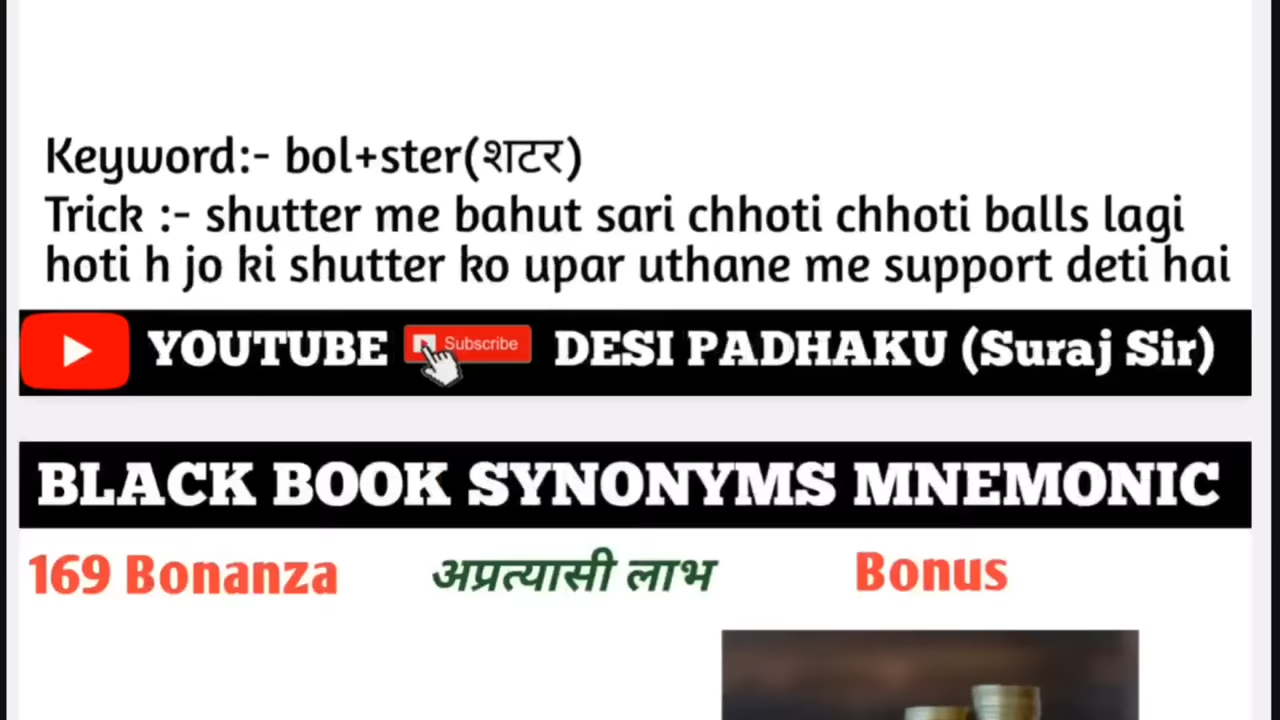 Keyword:- bol+ster(शटर)
Trick :- shutter me bahut sari chhoti chhoti balls lagi
hoti h jo ki shutter ko upar uthane me support deti hai
YOUTUBE Subscribe DESI PADHAKU (Suraj Sir)
BLACK BOOK SYNONYMS MNEMONIC
169 Bonanza अप्रत्यासी लाभ Bonus